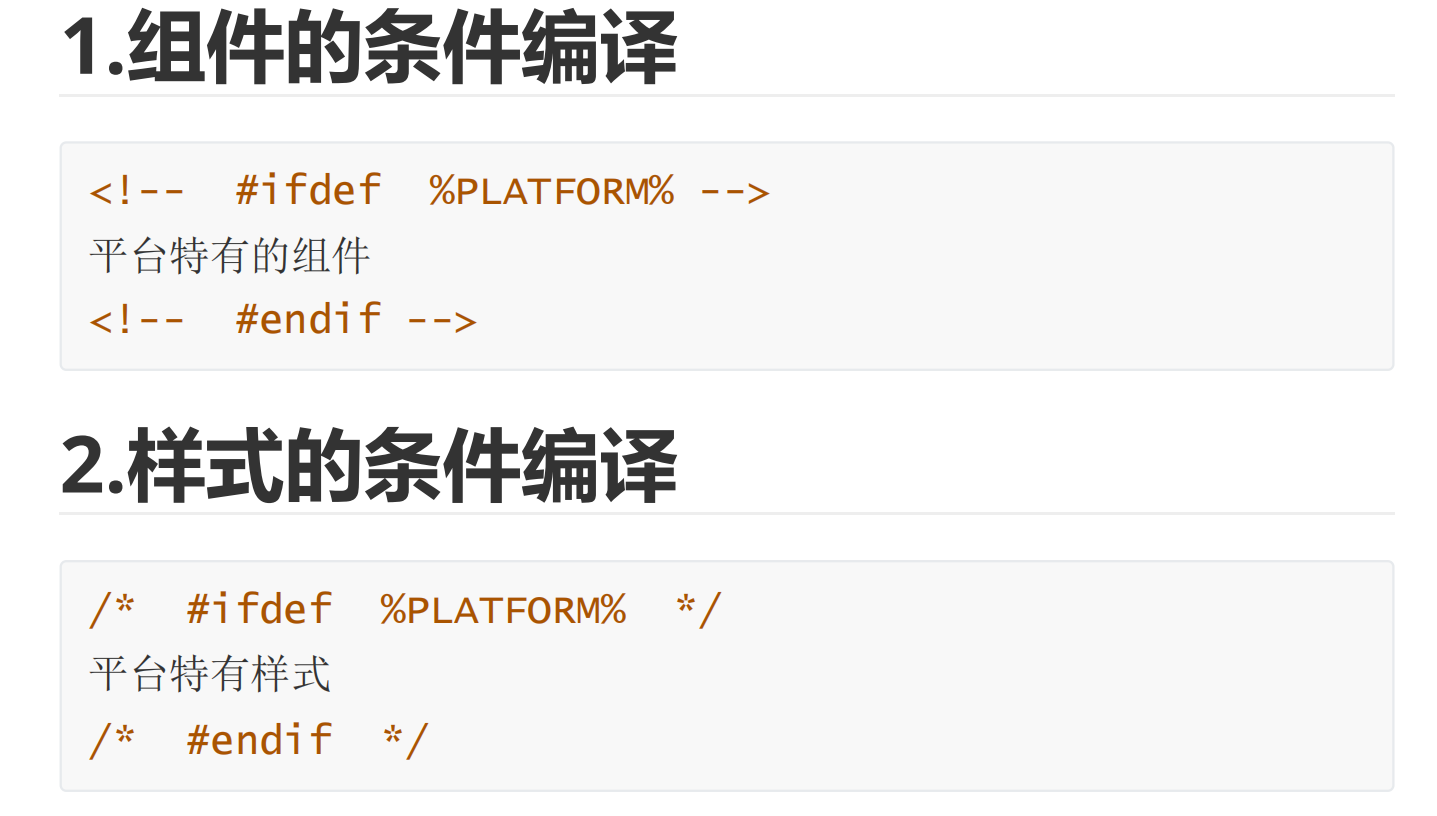 1.组件的条件编译
<!--  #ifdef  %PLATFORM% -->
平台特有的组件
<!--  #endif -->
2.样式的条件编译
/*  #ifdef  %PLATFORM%  */
平台特有样式
/*  #endif  */